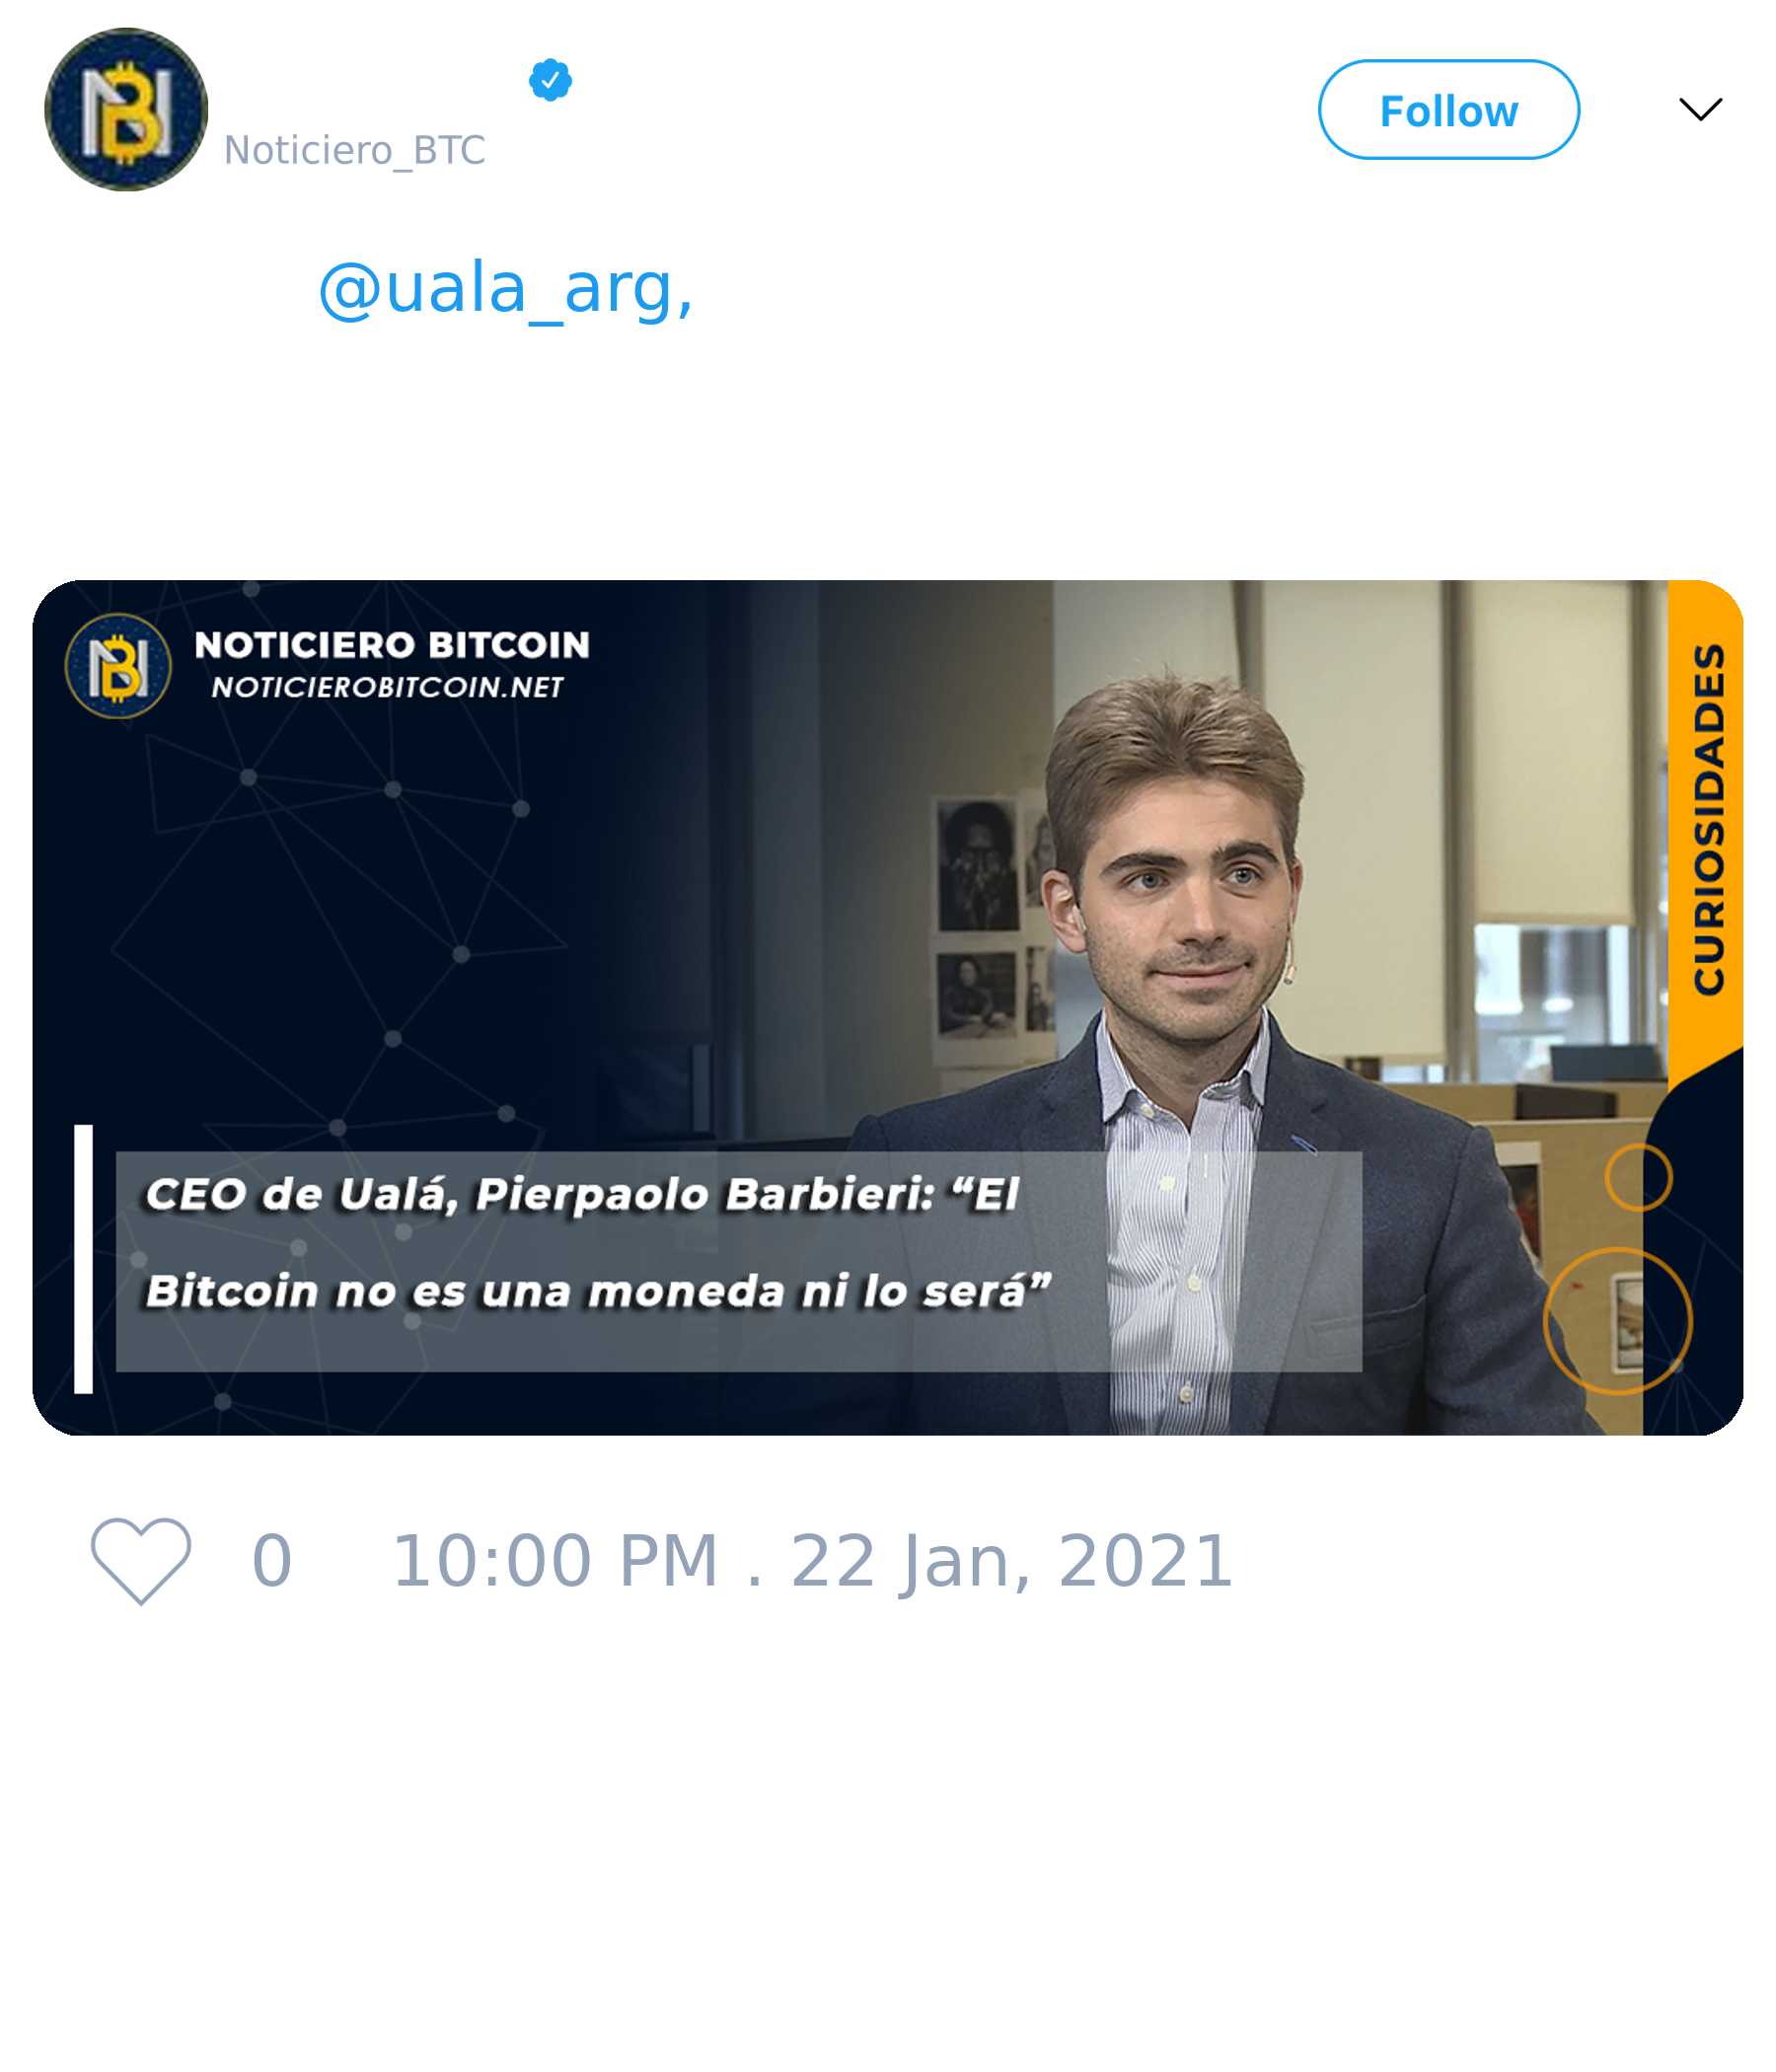 Noticiero_BTC
Follow
@uala_arg,
NOTICIERO BITCOIN
NOTICIEROBITCOIN.NET
CURIOSIDADES
CEO de Ualá, Pierpaolo Barbieri: “El
Bitcoin no es una moneda ni lo será”
0 10:00 PM . 22 Jan, 2021